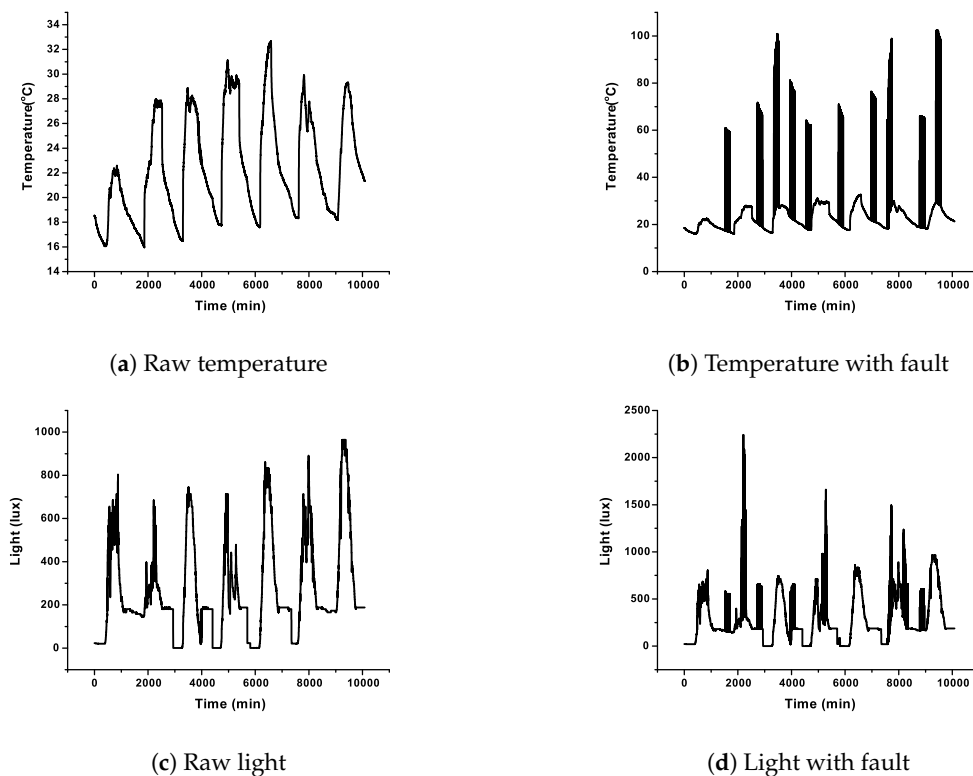 34
32
30
28
26
24
22
20
18
16
14
Temperature(°C)
0 2000 4000 6000 8000 10000
Time (min)
(a) Raw temperature
100
80
60
40
20
0
Temperature(°C)
0 2000 4000 6000 8000 10000
Time (min)
(b) Temperature with fault
1000
800
600
400
200
0
Light (lux)
0 2000 4000 6000 8000 10000
Time (min)
(c) Raw light
2500
2000
1500
1000
500
0
Light (lux)
0 2000 4000 6000 8000 10000
Time (min)
(d) Light with fault